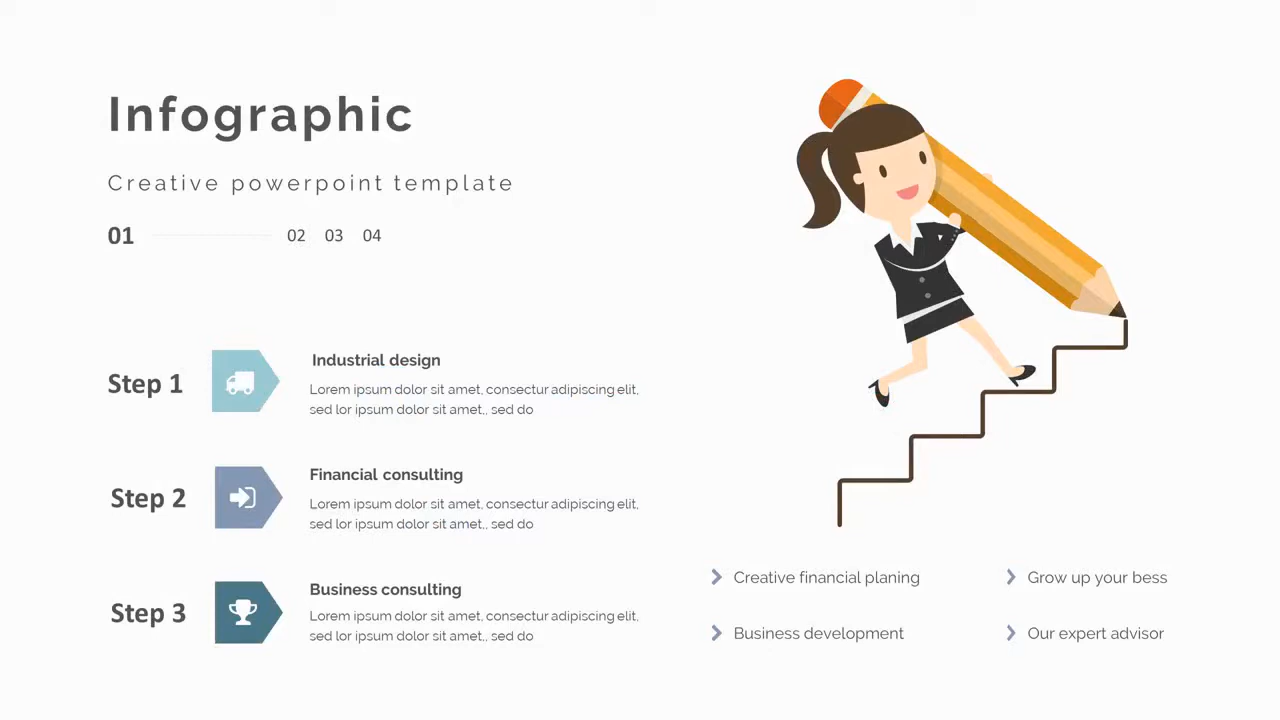 Infographic
Creative powerpoint template
01 02 03 04
Step 1
Industrial design
Lorem ipsum dolor sit amet, consectur adipiscing elit,
sed lor ipsum dolor sit amet,, sed do
Step 2
Financial consulting
Lorem ipsum dolor sit amet, consectur adipiscing elit,
sed lor ipsum dolor sit amet,, sed do
Step 3
Business consulting
Lorem ipsum dolor sit amet, consectur adipiscing elit,
sed lor ipsum dolor sit amet,, sed do
Creative financial planing
Grow up your bess
Business development
Our expert advisor